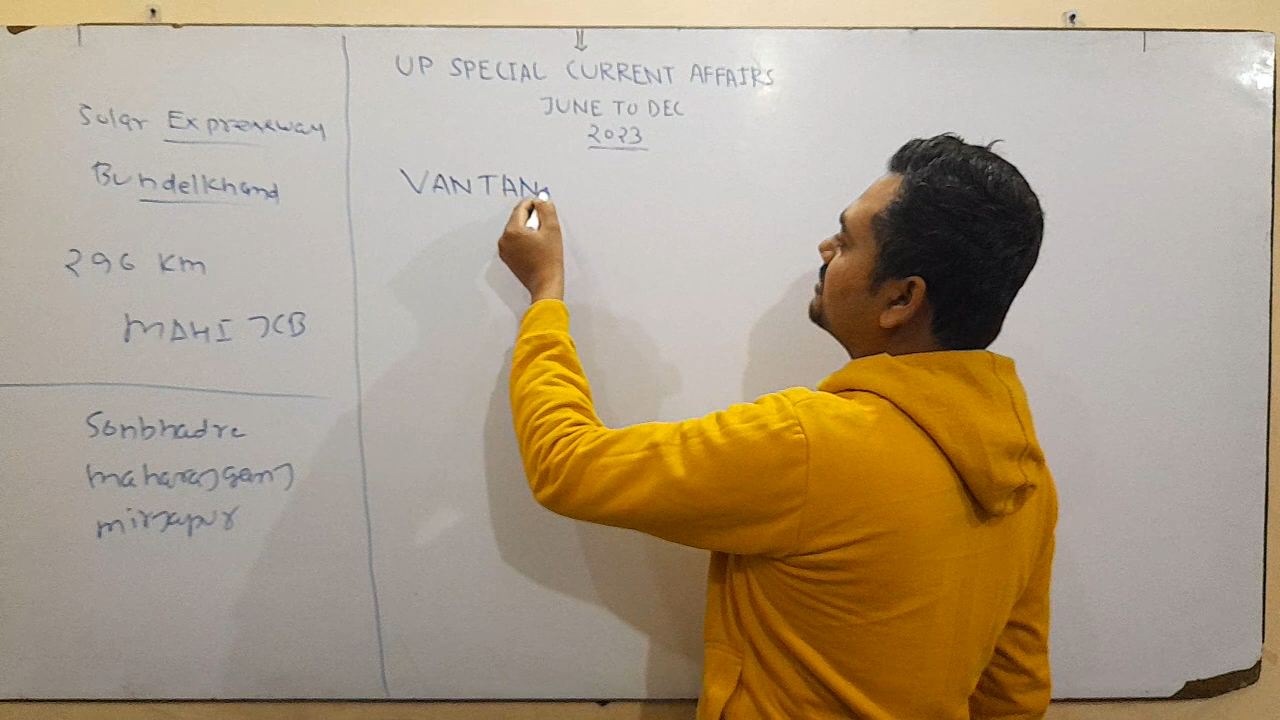 Solar Expressway
Bundelkhand
296 Km
MAHI JCB
Sonbhadra
maharajganj
mirzapur
UP SPECIAL CURRENT AFFAIRS
JUNE TO DEC
2023
VANTAN